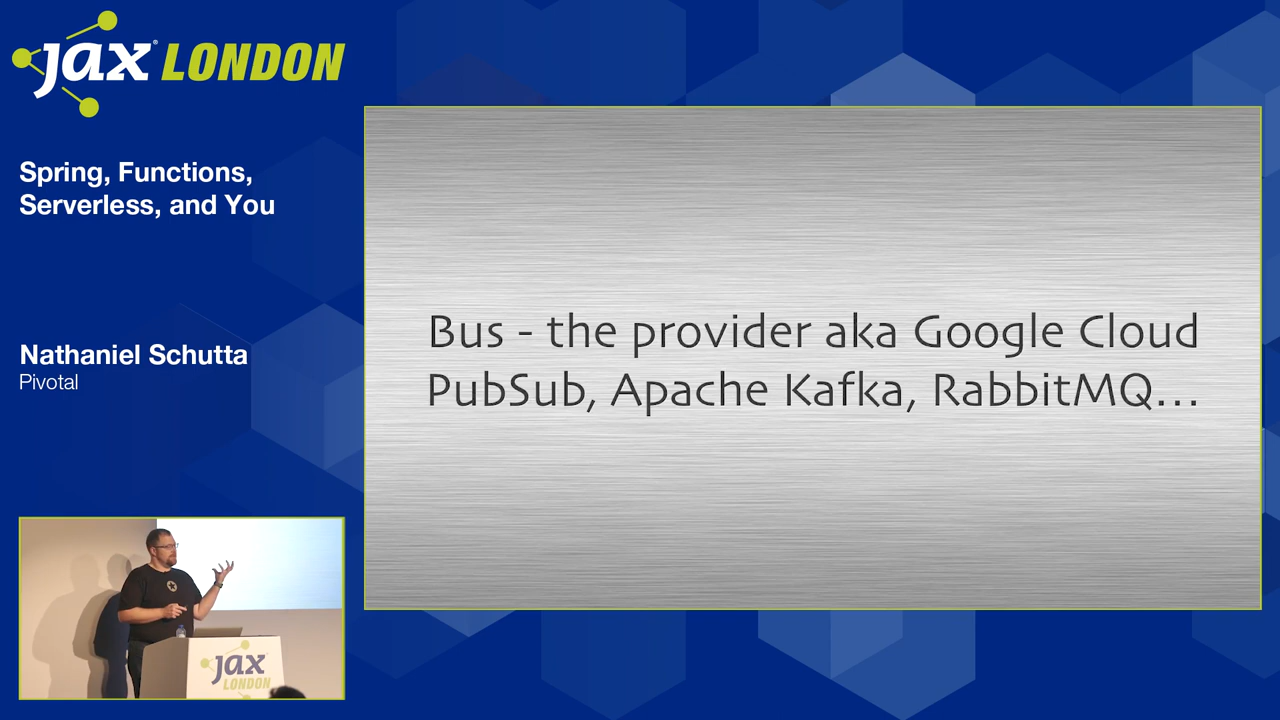 jax® LONDON
Spring, Functions,
Serverless, and You
Nathaniel Schutta
Pivotal
Bus - the provider aka Google Cloud
PubSub, Apache Kafka, RabbitMQ...
jax
LONDON